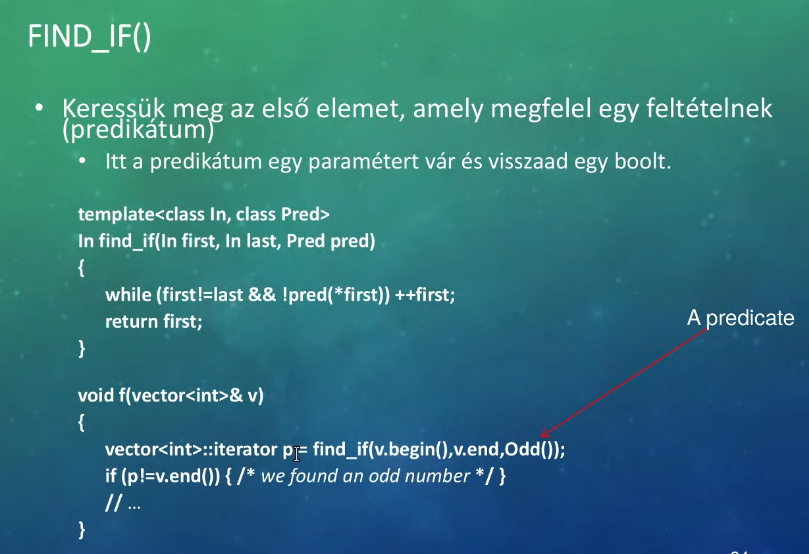 FIND_IF()
• Keressük meg az első elemet, amely megfelel egy feltételnek
(predikátum)
• Itt a predikátum egy paramétert vár és visszaad egy boolt.
template<class In, class Pred>
In find_if(In first, In last, Pred pred)
{
while (first!=last && !pred(*first)) ++first;
return first;
}
A predicate
void f(vector<int>& v)
{
vector<int>::iterator p = find_if(v.begin(),v.end,Odd());
if (p!=v.end()) { /* we found an odd number */ }
// …
}